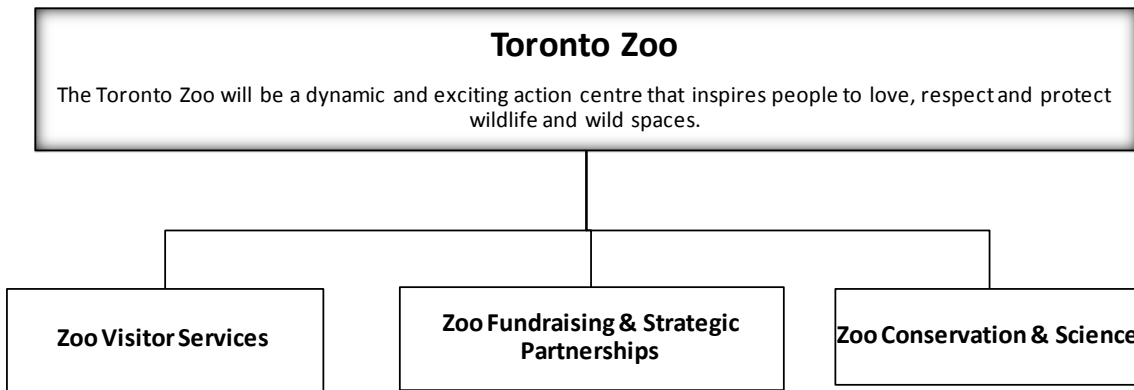 Toronto Zoo
The Toronto Zoo will be a dynamic and exciting action centre that inspires people to love, respect and protect
wildlife and wild spaces.
Zoo Visitor Services
Zoo Fundraising & Strategic
Partnerships
Zoo Conservation & Science